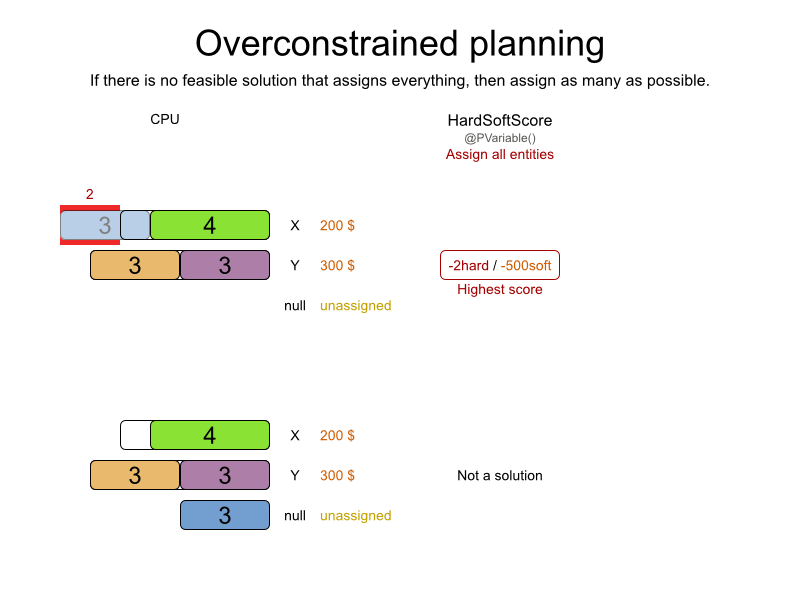 Overconstrained planning
If there is no feasible solution that assigns everything, then assign as many as possible.
CPU
HardSoftScore
@PVariable()
Assign all entities
2
3 4 X 200 $
3 3 Y 300 $
-2hard / -500soft
Highest score
null unassigned
4 X 200 $
3 3 Y 300 $
Not a solution
3 null unassigned